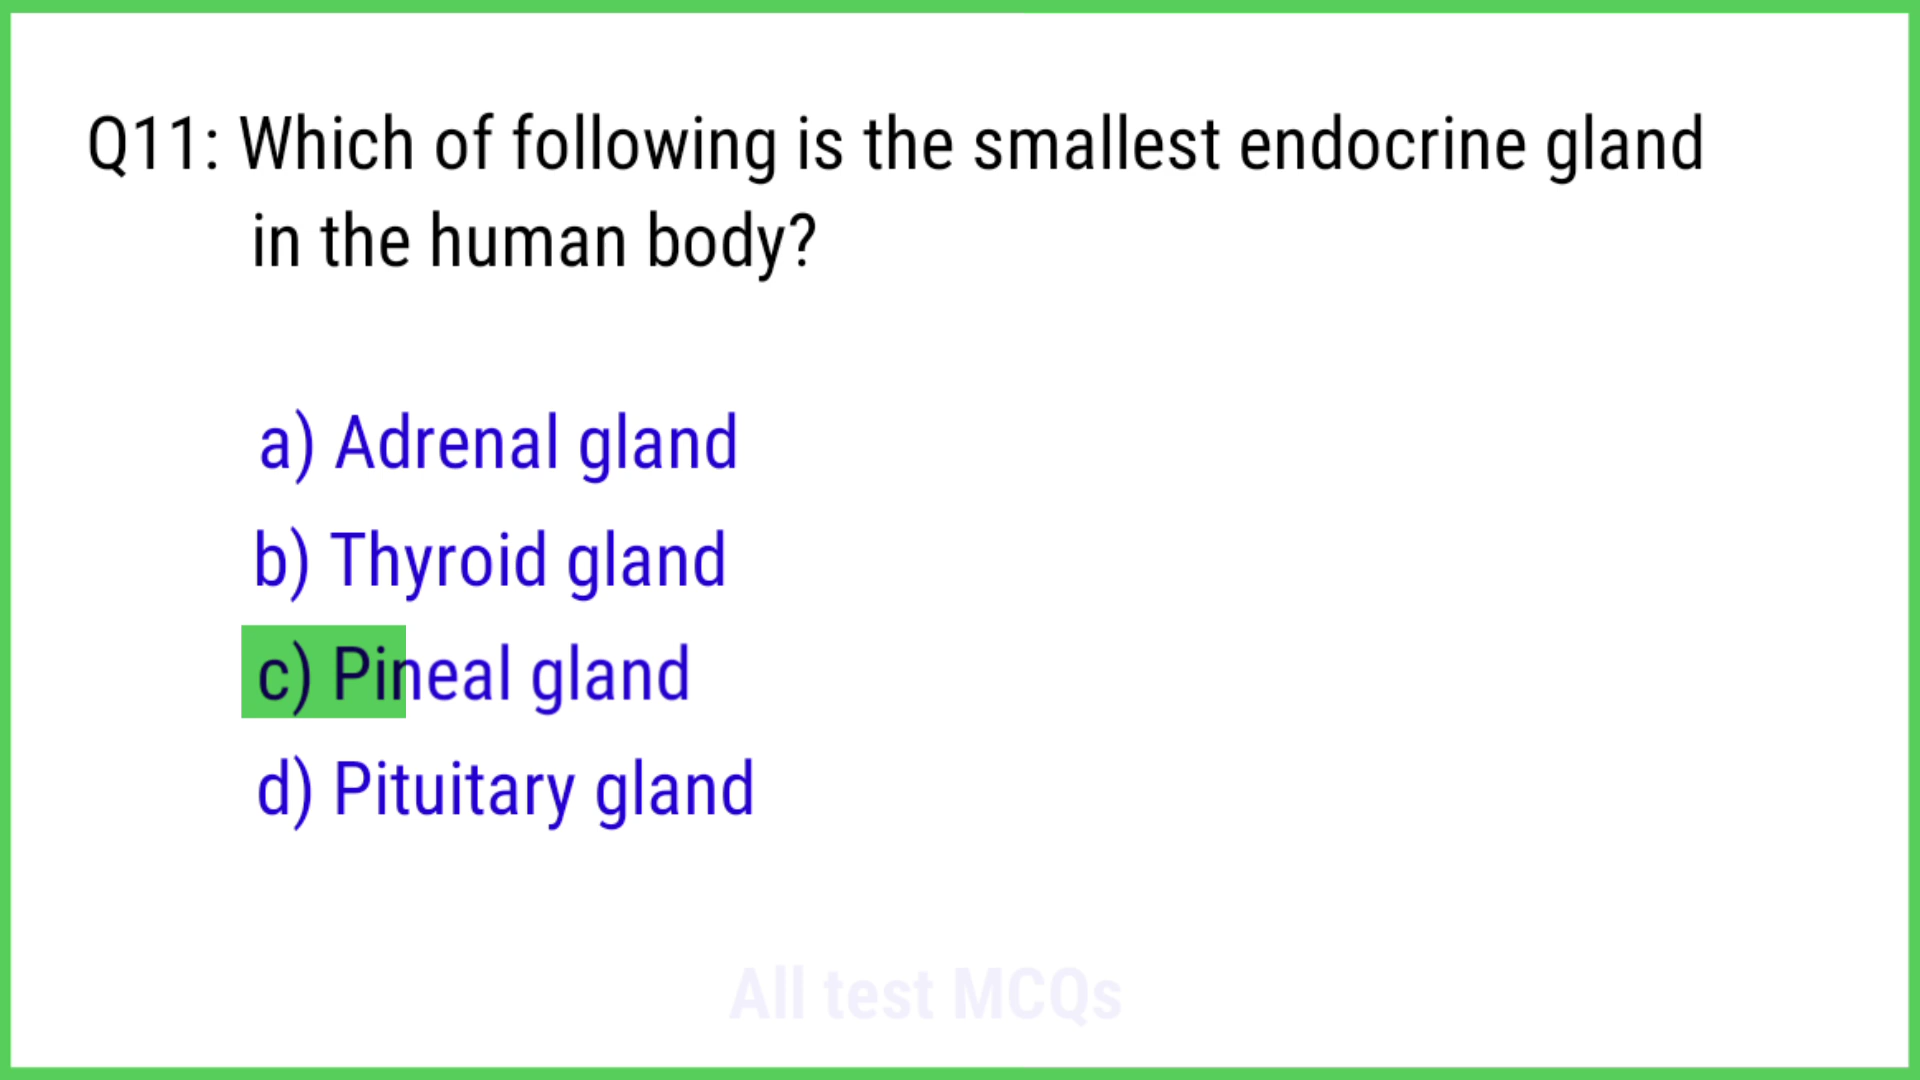 Q11: Which of following is the smallest endocrine gland
in the human body?
a) Adrenal gland
b) Thyroid gland
c) Pineal gland
d) Pituitary gland
All test MCQs